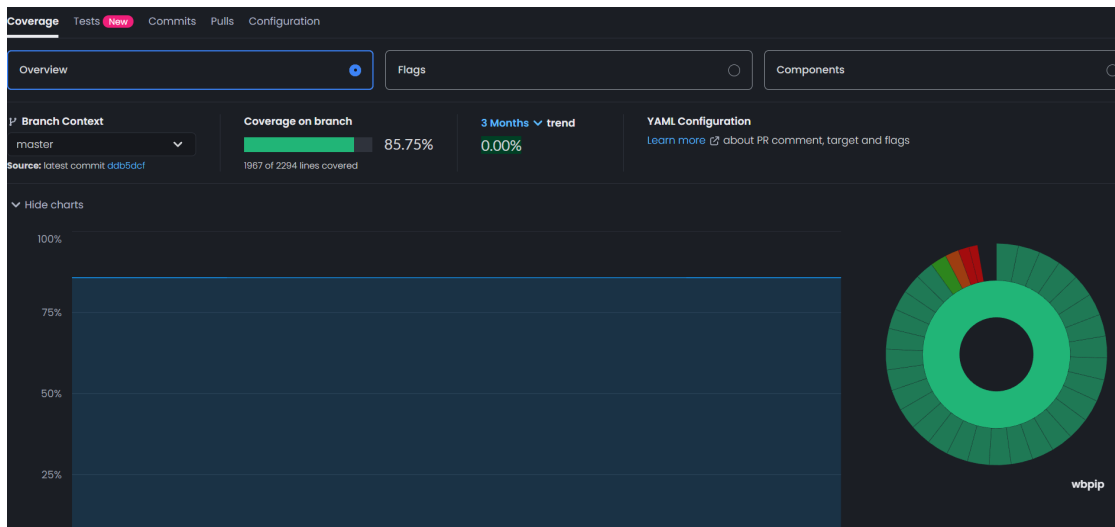 Coverage Tests New Commits Pulls Configuration
Overview Flags Components
Branch Context Coverage on branch 3 Months trend YAML Configuration
master 85.75% 0.00% Learn more about PR comment, target and flags
Source: latest commit ddb5dcf 1967 of 2294 lines covered
Hide charts
100%
75%
50%
25%
wbpip